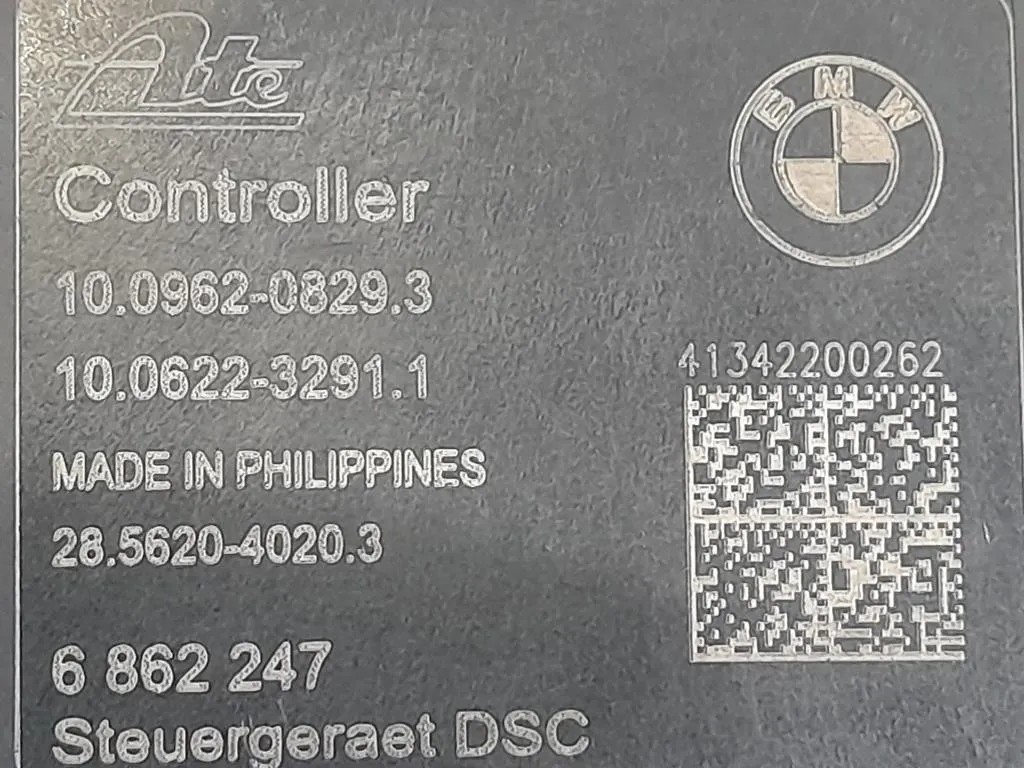 Ate
BMW
Controller
10.0962-0829.3
10.0622-3291.1
41342200262
MADE IN PHILIPPINES
28.5620-4020.3
6 862 247
Steuergeraet DSC